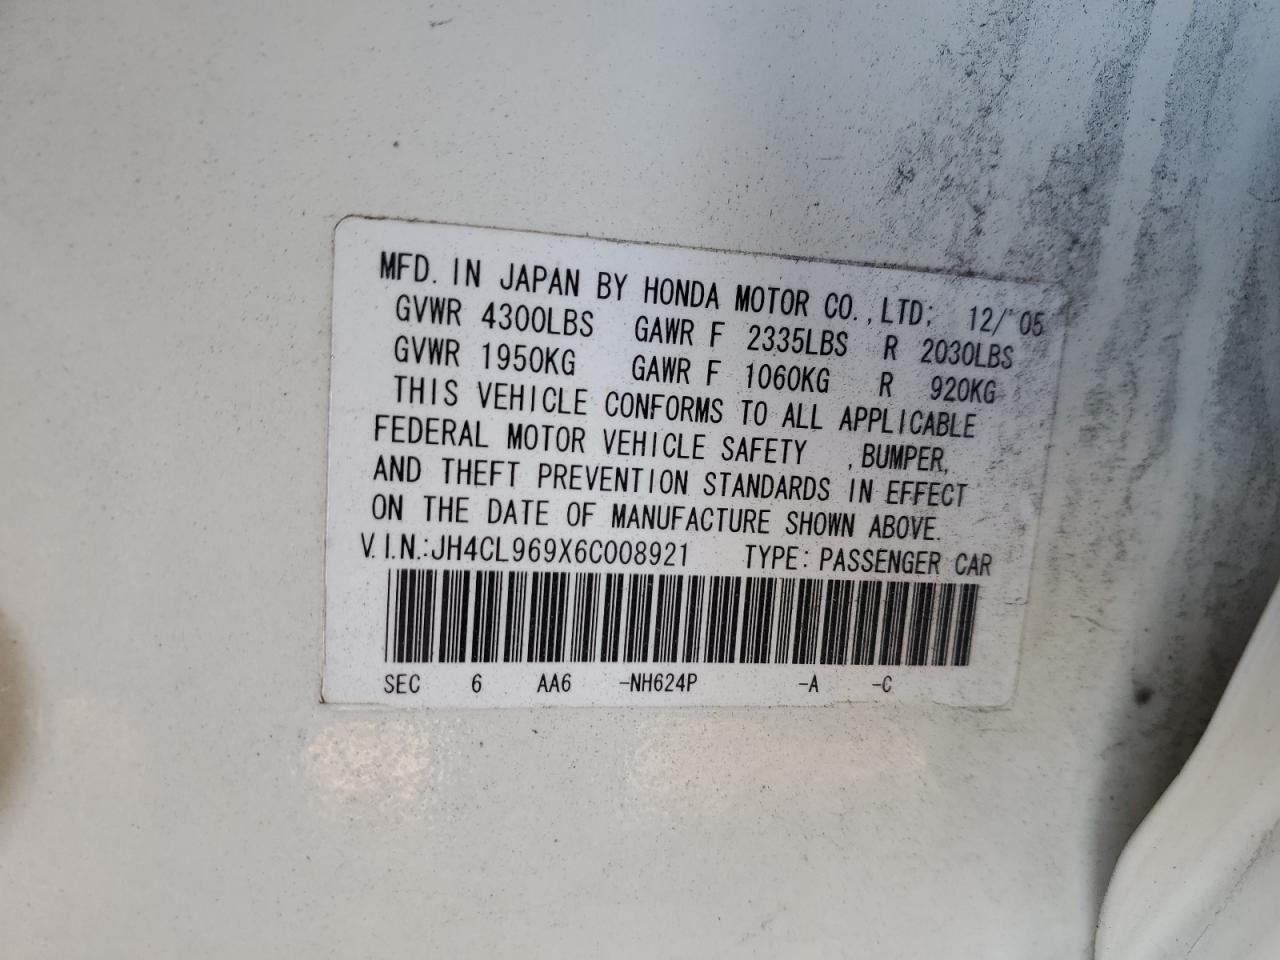 MFD. IN JAPAN BY HONDA MOTOR CO., LTD; 12/'05
GVWR 4300LBS GAWR F 2335LBS R 2030LBS
GVWR 1950KG GAWR F 1060KG R 920KG
THIS VEHICLE CONFORMS TO ALL APPLICABLE
FEDERAL MOTOR VEHICLE SAFETY , BUMPER,
AND THEFT PREVENTION STANDARDS IN EFFECT
ON THE DATE OF MANUFACTURE SHOWN ABOVE.
V.I.N.:JH4CL969X6C008921 TYPE: PASSENGER CAR
SEC 6 AA6 -NH624P -A -C